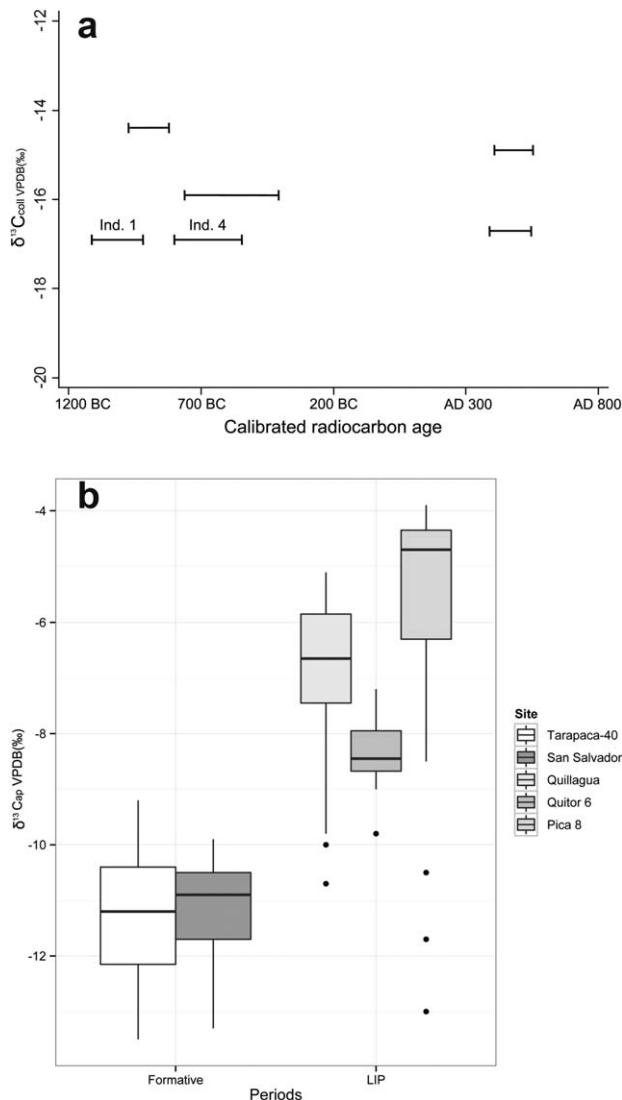 a
-12
-14
-16
-18
-20
δ¹³Ccoll VPDB(‰)
Ind. 1
Ind. 4
1200 BC 700 BC 200 BC AD 300 AD 800
Calibrated radiocarbon age
b
-4
-6
-8
-10
-12
δ¹³Cap VPDB(‰)
Formative LIP
Periods
Site
Tarapaca-40
San Salvador
Quillagua
Quitor 6
Pica 8